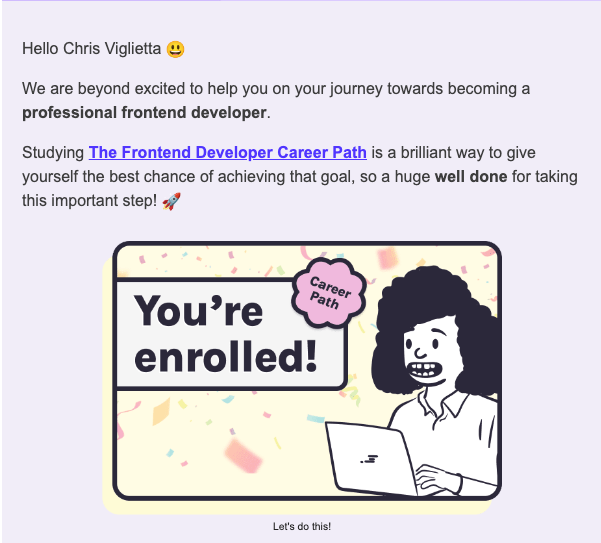 Hello Chris Viglietta 😃
We are beyond excited to help you on your journey towards becoming a
professional frontend developer.
Studying The Frontend Developer Career Path is a brilliant way to give
yourself the best chance of achieving that goal, so a huge well done for taking
this important step! 🚀
Career
Path
You're
enrolled!
Let's do this!